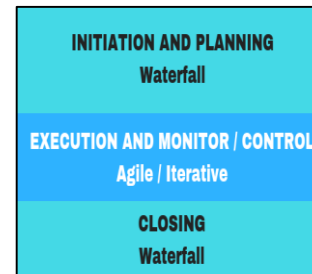 INITIATION AND PLANNING
Waterfall
EXECUTION AND MONITOR / CONTROL
Agile / Iterative
CLOSING
Waterfall